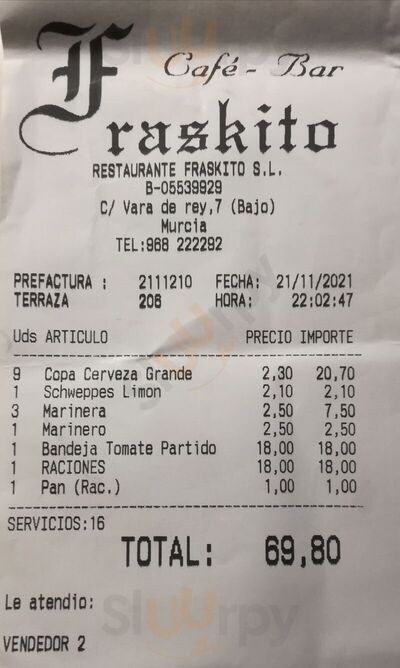 Café - Bar
Fraskito
RESTAURANTE FRASKITO S.L.
B-05539929
C/ Vara de rey,7 (Bajo)
Murcia
TEL:968 222292
PREFACTURA : 2111210 FECHA: 21/11/2021
TERRAZA 206 HORA: 22:02:47
Uds ARTICULO PRECIO IMPORTE
9 Copa Cerveza Grande 2,30 20,70
1 Schweppes Limon 2,10 2,10
3 Marinera 2,50 7,50
1 Marinero 2,50 2,50
1 Bandeja Tomate Partido 18,00 18,00
1 RACIONES 18,00 18,00
1 Pan (Rac.) 1,00 1,00
SERVICIOS:16
TOTAL: 69,80
Le atendio:
Sluurpy
VENDEDOR 2